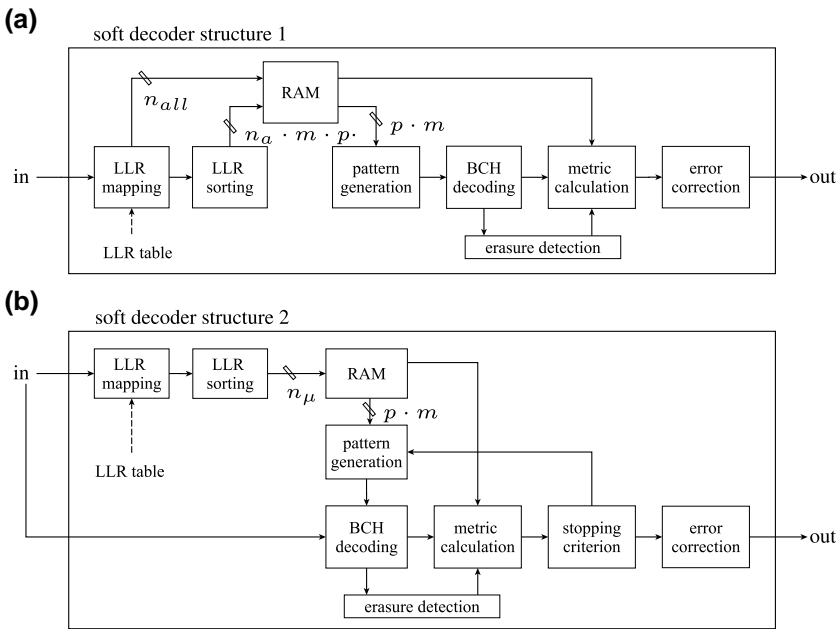 (a)
soft decoder structure 1
RAM
n_{all}
n_a · m · p·
p · m
in
LLR
mapping
LLR
sorting
pattern
generation
BCH
decoding
metric
calculation
error
correction
out
LLR table
erasure detection
(b)
soft decoder structure 2
in
LLR
mapping
LLR
sorting
n_μ
RAM
p · m
LLR table
pattern
generation
BCH
decoding
metric
calculation
stopping
criterion
error
correction
out
erasure detection